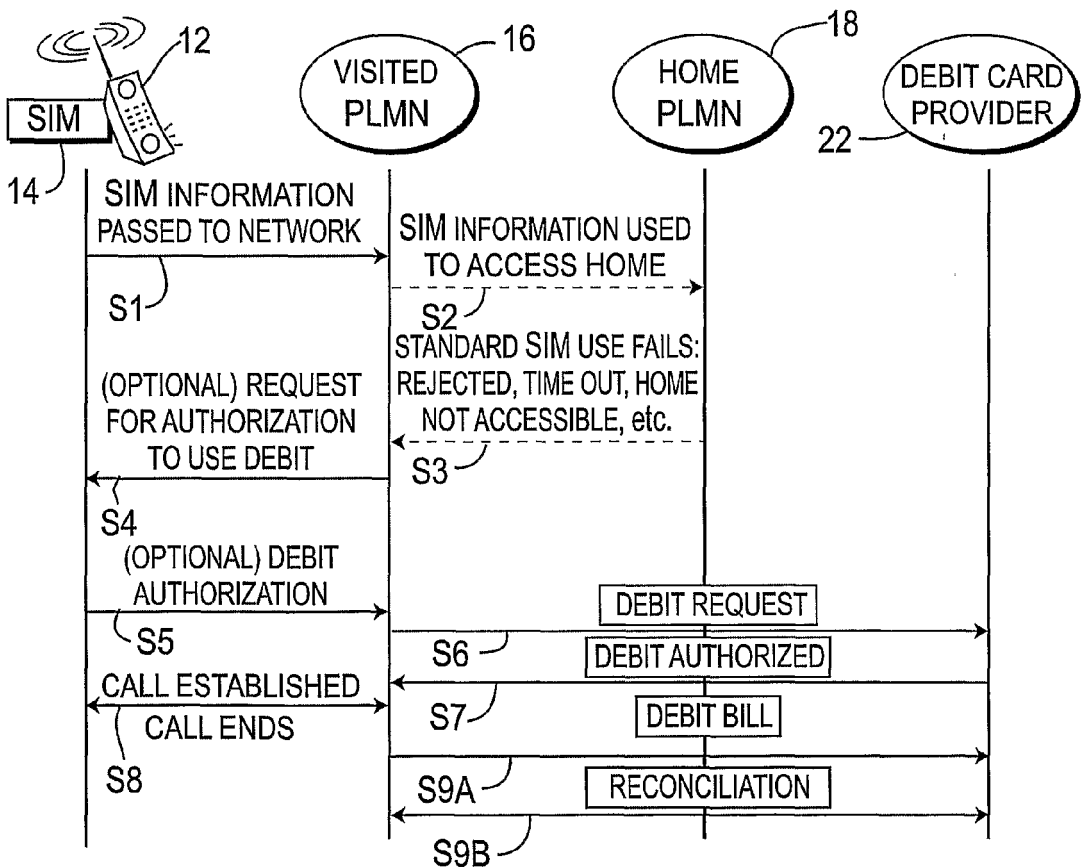 12
16
18
VISITED
PLMN
HOME
PLMN
DEBIT CARD
PROVIDER
SIM
22
14
SIM INFORMATION
PASSED TO NETWORK
S1
SIM INFORMATION USED
TO ACCESS HOME
S2
STANDARD SIM USE FAILS:
REJECTED, TIME OUT, HOME
NOT ACCESSIBLE, etc.
S3
(OPTIONAL) REQUEST
FOR AUTHORIZATION
TO USE DEBIT
S4
(OPTIONAL) DEBIT
AUTHORIZATION
S5
DEBIT REQUEST
S6
DEBIT AUTHORIZED
S7
CALL ESTABLISHED
CALL ENDS
S8
DEBIT BILL
S9A
RECONCILIATION
S9B